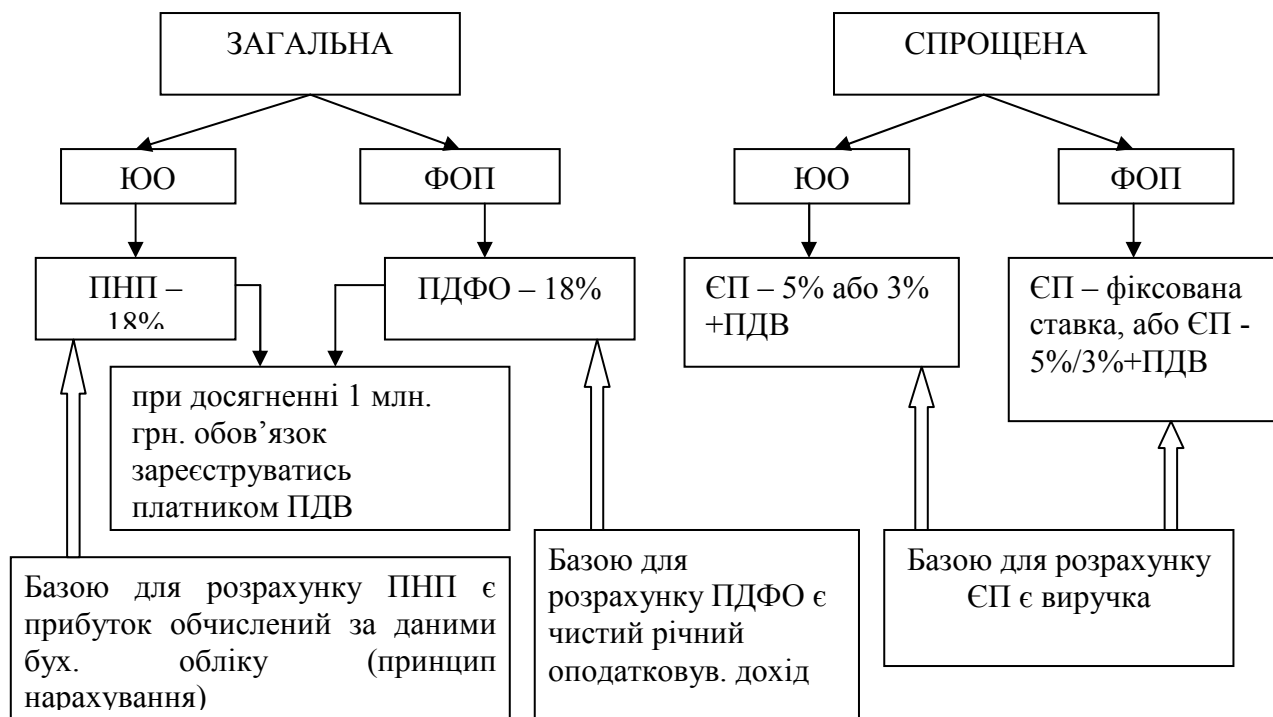 ЗАГАЛЬНА
СПРОЩЕНА
ЮО
ФОП
ЮО
ФОП
ПНП –
18%
ПДФО – 18%
ЄП – 5% або 3%
+ПДВ
ЄП – фіксована
ставка, або ЄП -
5%/3%+ПДВ
при досягненні 1 млн.
грн. обов’язок
зареєструватись
платником ПДВ
Базою для розрахунку ПНП є
прибуток обчислений за даними
бух. обліку (принцип
нарахування)
Базою для
розрахунку ПДФО є
чистий річний
оподатковув. дохід
Базою для розрахунку
ЄП є виручка